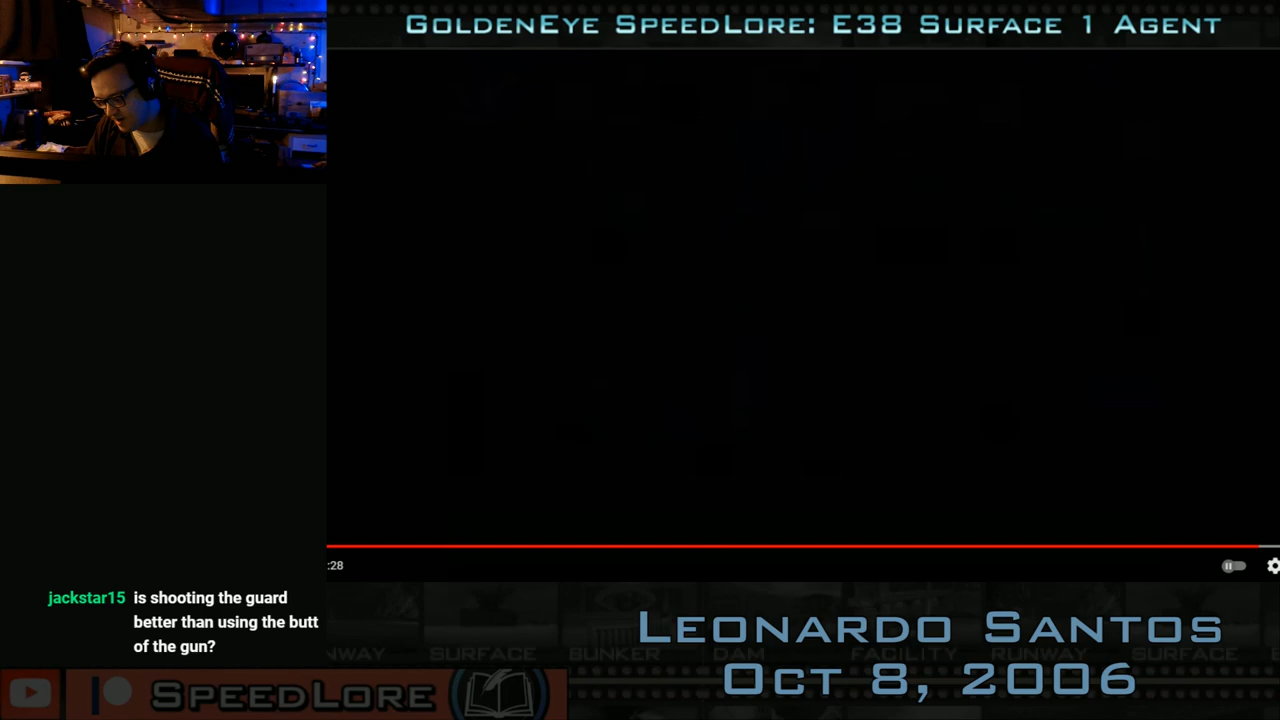 GOLDENEYE SPEEDLORE: E38 SURFACE 1 AGENT
:28
jackstar15 is shooting the guard
better than using the butt
of the gun?
LEONARDO SANTOS
NWAY SURFACE BUNKER DAM FACILITY RUNWAY SURFACE
OCT 8, 2006
SPEEDLORE